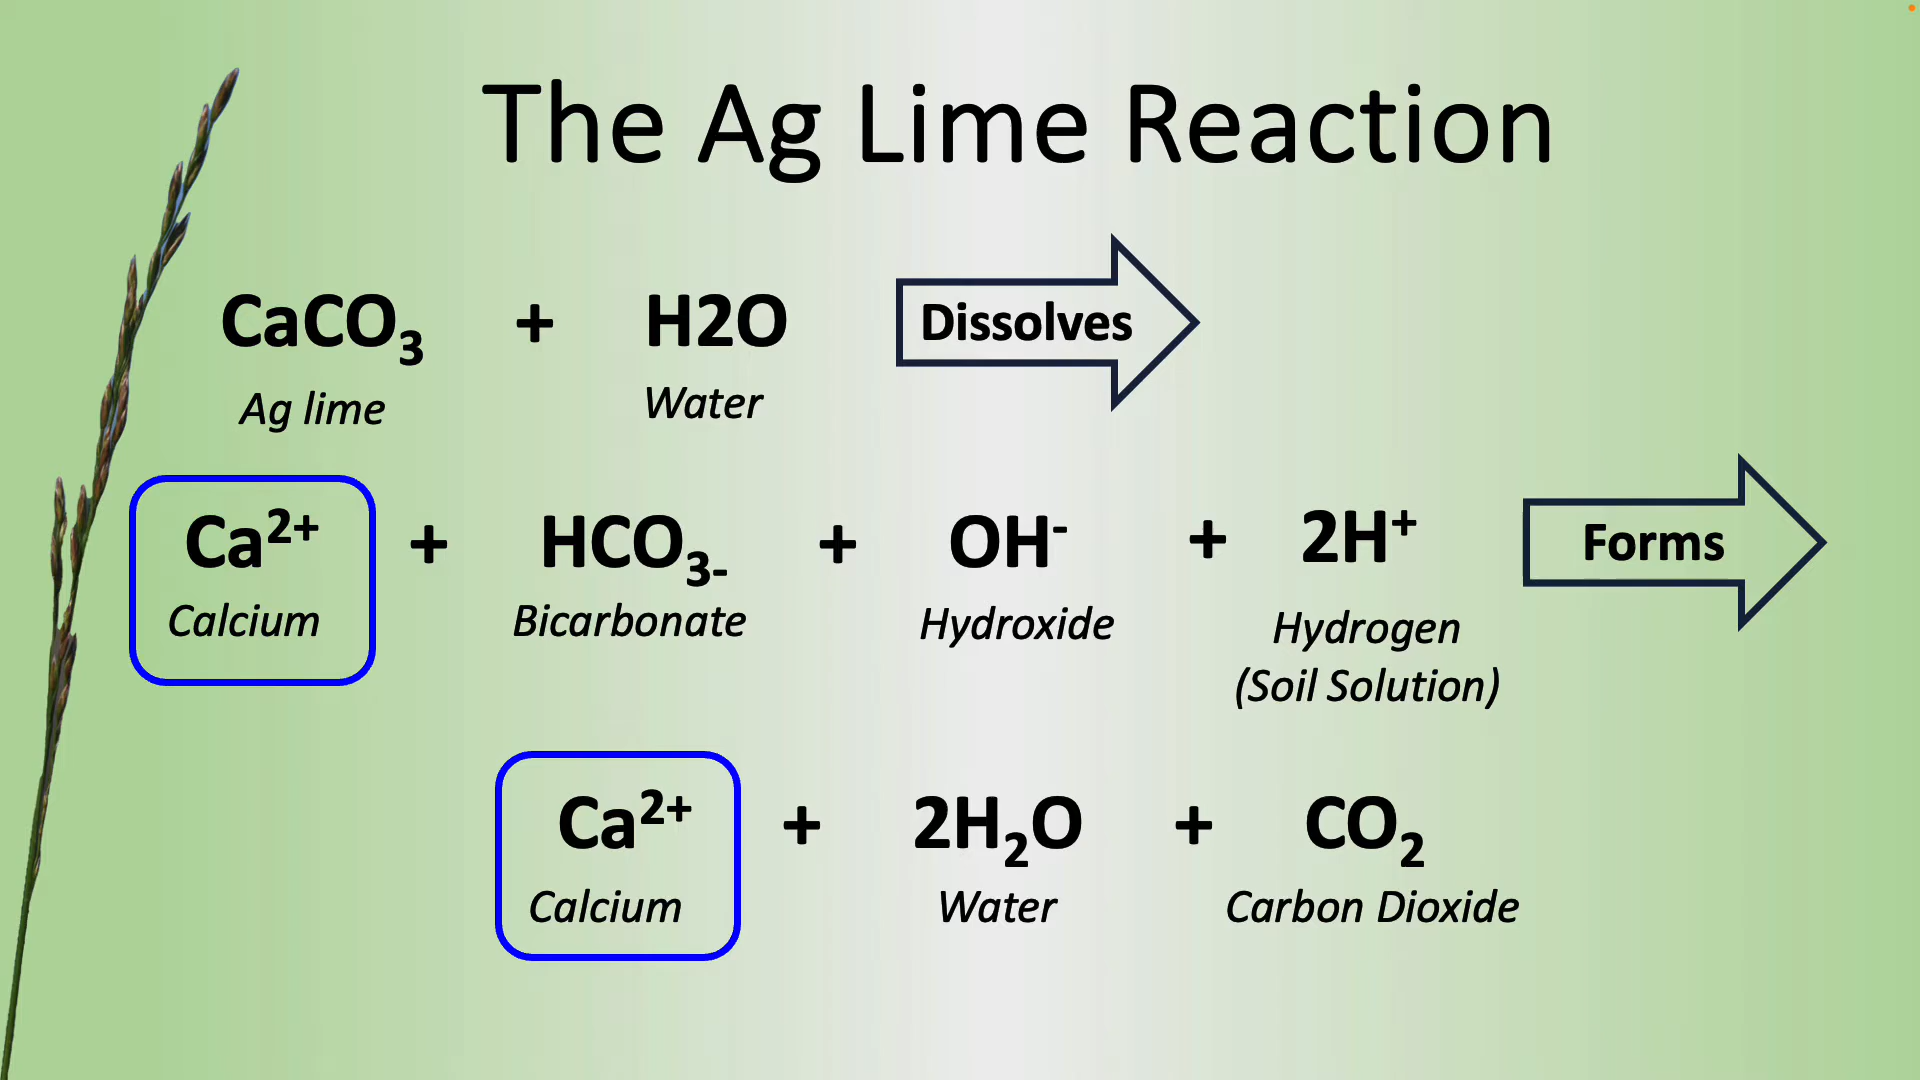 The Ag Lime Reaction
CaCO₃ + H2O Dissolves
Ag lime Water
Ca²⁺ + HCO₃₋ + OH⁻ + 2H⁺ Forms
Calcium Bicarbonate Hydroxide Hydrogen
(Soil Solution)
Ca²⁺ + 2H₂O + CO₂
Calcium Water Carbon Dioxide